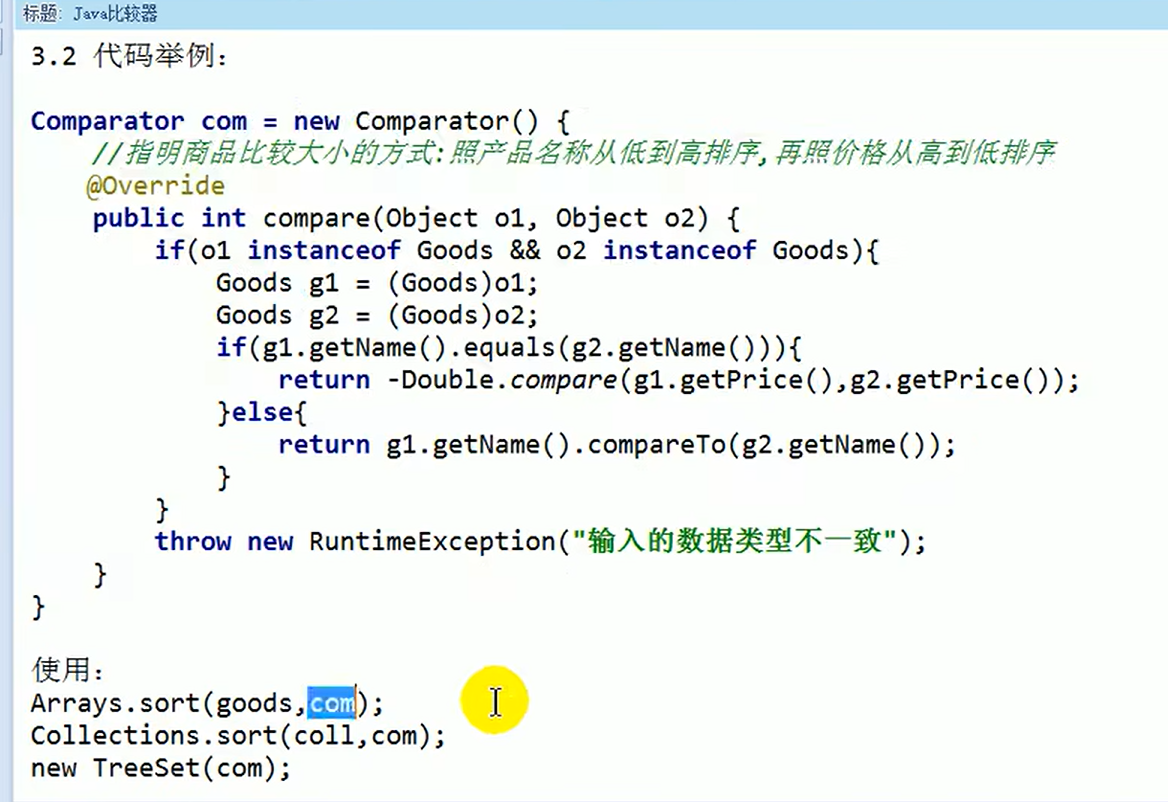 标题: Java比较器
3.2 代码举例:
Comparator com = new Comparator() {
//指明商品比较大小的方式:照产品名称从低到高排序,再照价格从高到低排序
@Override
public int compare(Object o1, Object o2) {
if(o1 instanceof Goods && o2 instanceof Goods){
Goods g1 = (Goods)o1;
Goods g2 = (Goods)o2;
if(g1.getName().equals(g2.getName())){
return -Double.compare(g1.getPrice(),g2.getPrice());
}else{
return g1.getName().compareTo(g2.getName());
}
}
throw new RuntimeException("输入的数据类型不一致");
}
}
使用:
Arrays.sort(goods,com);
Collections.sort(coll,com);
new TreeSet(com);